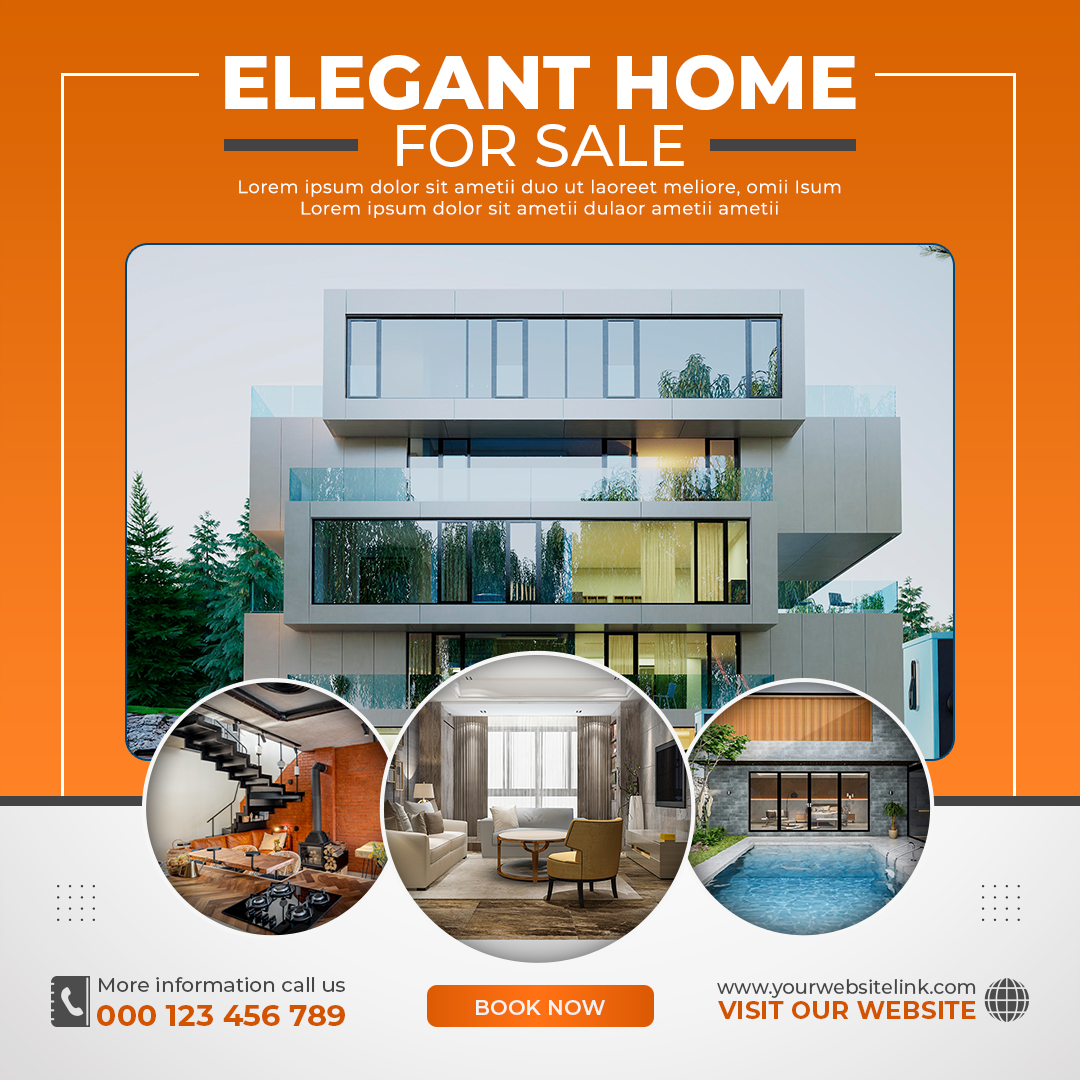 ELEGANT HOME
FOR SALE
Lorem ipsum dolor sit ametii duo ut laoreet meliore, omii Isum
Lorem ipsum dolor sit ametii dulaor ametii ametii
More information call us
000 123 456 789
BOOK NOW
www.yourwebsitelink.com
VISIT OUR WEBSITE